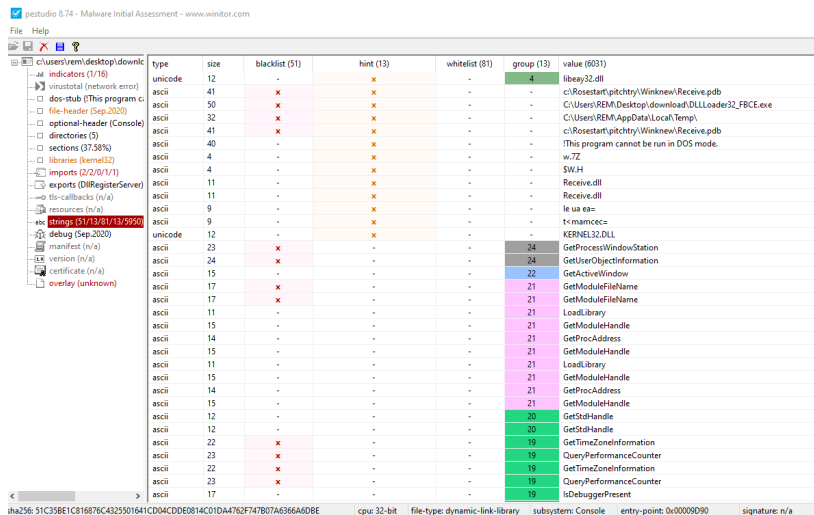 pestudio 8.74 - Malware Initial Assessment - www.winitor.com
File Help
c:\users\rem\desktop\downlc
indicators (1/16)
virustotal (network error)
dos-stub (!This program ca
file-header (Sep.2020)
optional-header (Console)
directories (5)
sections (37.58%)
libraries (kernel32)
imports (2/2/0/1/1)
exports (DllRegisterServer)
tls-callbacks (n/a)
resources (n/a)
abc strings (51/13/81/13/5950)
debug (Sep.2020)
manifest (n/a)
version (n/a)
certificate (n/a)
overlay (unknown)
type size blacklist (51) hint (13) whitelist (81) group (13) value (6031)
unicode 12 - x - 4 libeay32.dll
ascii 41 x x - - c:\Rosestart\pitchtry\Winknew\Receive.pdb
ascii 50 x x - - C:\Users\REM\Desktop\download\DLLLoader32_FBCE.exe
ascii 32 x x - - C:\Users\REM\AppData\Local\Temp\
ascii 41 x x - - c:\Rosestart\pitchtry\Winknew\Receive.pdb
ascii 40 - x - - !This program cannot be run in DOS mode.
ascii 4 - x - - w.7Z
ascii 4 - x - - $W.H
ascii 11 - x - - Receive.dll
ascii 11 - x - - Receive.dll
ascii 9 - x - - le ua ea=
ascii 9 - x - - t<mamcec=
unicode 12 - x - - KERNEL32.DLL
ascii 23 x - - 24 GetProcessWindowStation
ascii 24 x - - 24 GetUserObjectInformation
ascii 15 - - - 22 GetActiveWindow
ascii 17 x - - 21 GetModuleFileName
ascii 17 x - - 21 GetModuleFileName
ascii 11 - - - 21 LoadLibrary
ascii 15 - - - 21 GetModuleHandle
ascii 14 - - - 21 GetProcAddress
ascii 15 - - - 21 GetModuleHandle
ascii 11 - - - 21 LoadLibrary
ascii 15 - - - 21 GetModuleHandle
ascii 14 - - - 21 GetProcAddress
ascii 15 - - - 21 GetModuleHandle
ascii 12 - - - 20 GetStdHandle
ascii 12 - - - 20 GetStdHandle
ascii 22 x - - 19 GetTimeZoneInformation
ascii 23 x - - 19 QueryPerformanceCounter
ascii 22 x - - 19 GetTimeZoneInformation
ascii 23 x - - 19 QueryPerformanceCounter
ascii 17 - - - 19 IsDebuggerPresent
cpu: 32-bit file-type: dynamic-link-library subsystem: Console entry-point: 0x00009D90 signature: n/a